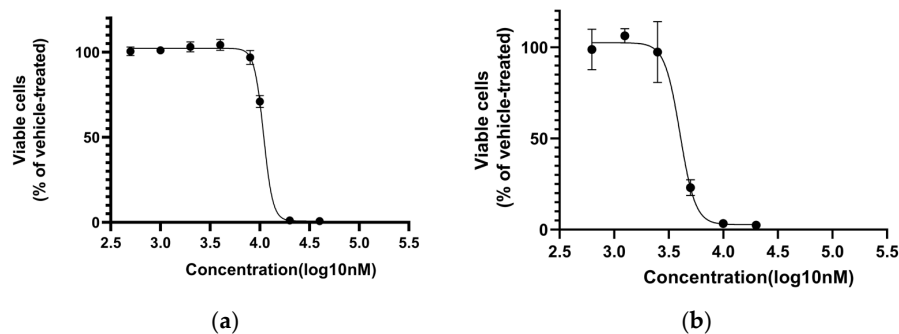 Viable cells
(% of vehicle-treated)
100
50
0
2.5 3.0 3.5 4.0 4.5 5.0 5.5
Concentration(log10nM)
(a)
Viable cells
(% of vehicle-treated)
100
50
0
2.5 3.0 3.5 4.0 4.5 5.0 5.5
Concentration(log10nM)
(b)